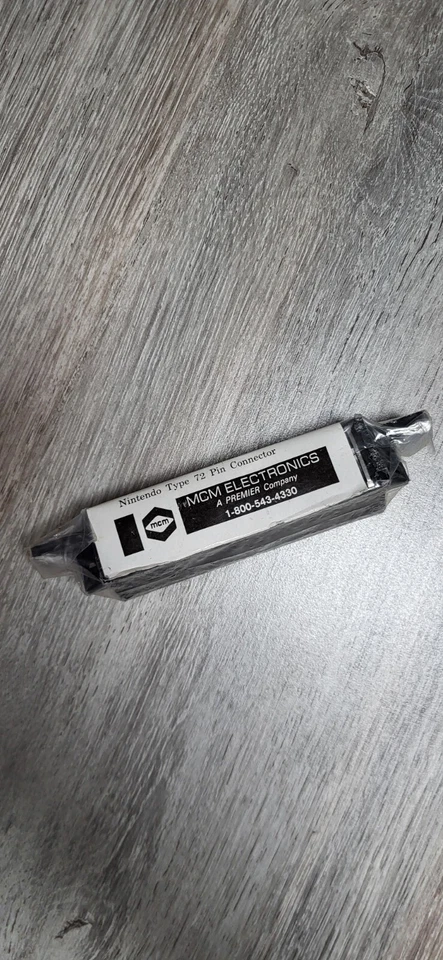 Nintendo Type 72 Pin Connector
mcm
MCM ELECTRONICS
A PREMIER Company
1-800-543-4330